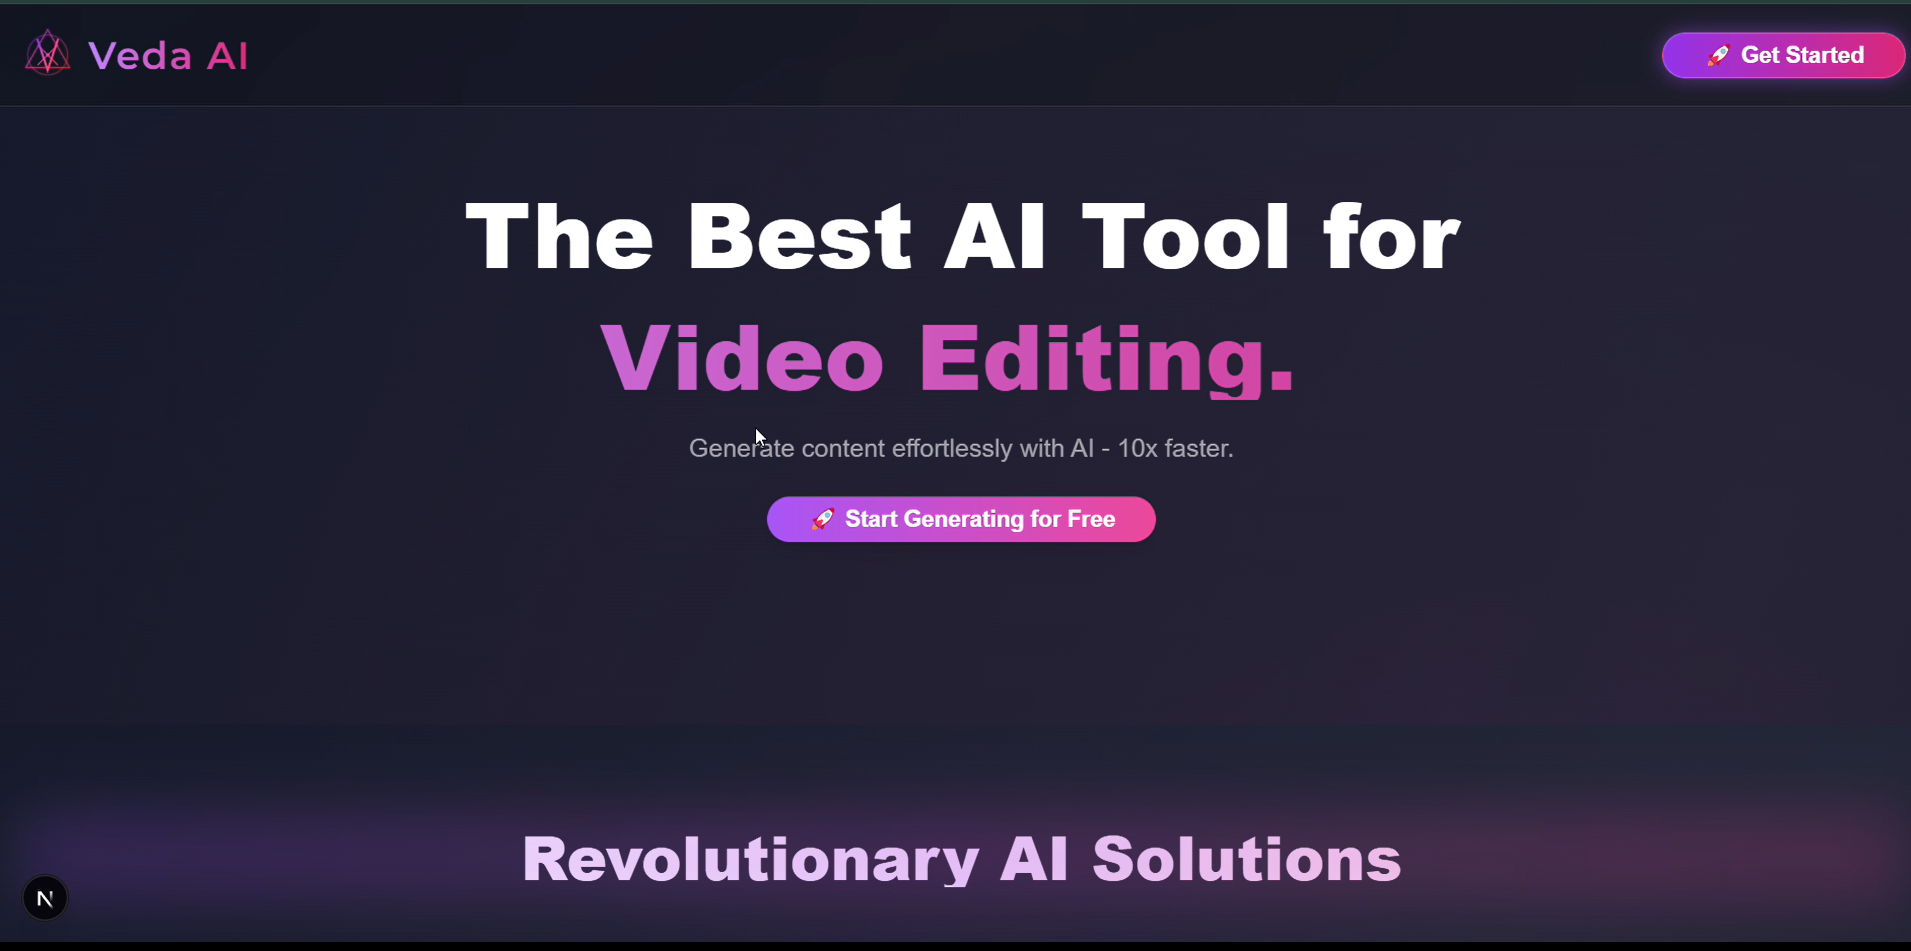 Veda AI
🚀 Get Started
The Best AI Tool for
Video Editing.
Generate content effortlessly with AI - 10x faster.
🚀 Start Generating for Free
Revolutionary AI Solutions
N